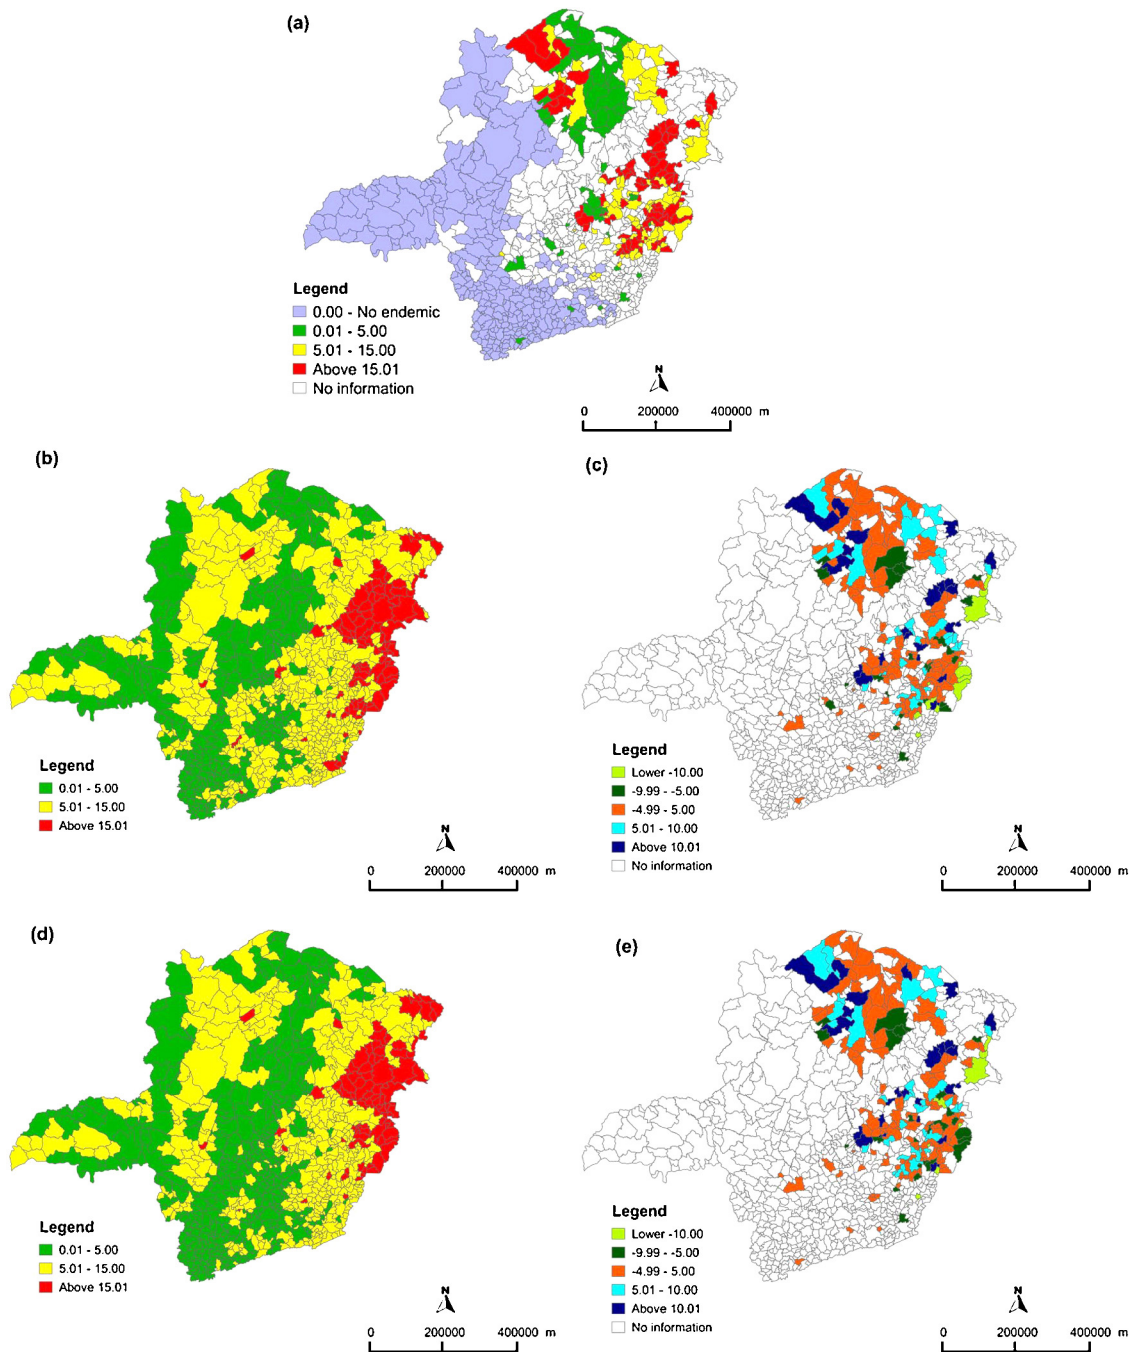 (a)
Legend
0.00 - No endemic
0.01 - 5.00
5.01 - 15.00
Above 15.01
No information
N
0 200000 400000 m
(b)
Legend
0.01 - 5.00
5.01 - 15.00
Above 15.01
N
0 200000 400000 m
(c)
Legend
Lower -10.00
-9.99 - -5.00
-4.99 - 5.00
5.01 - 10.00
Above 10.01
No information
N
0 200000 400000 m
(d)
Legend
0.01 - 5.00
5.01 - 15.00
Above 15.01
N
0 200000 400000 m
(e)
Legend
Lower -10.00
-9.99 - -5.00
-4.99 - 5.00
5.01 - 10.00
Above 10.01
No information
N
0 200000 400000 m